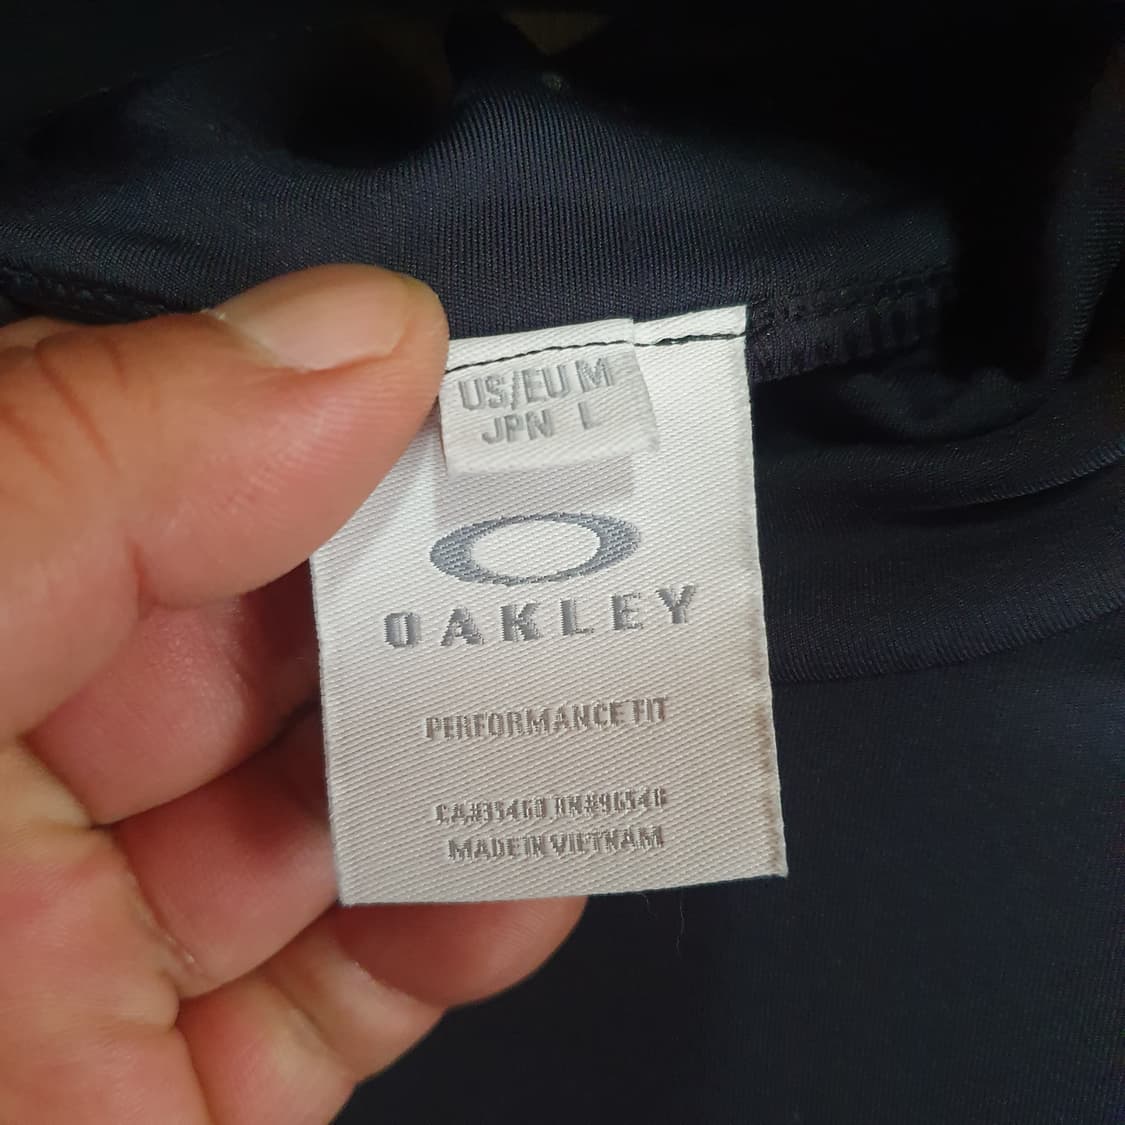 US/EU M
JPN L
OAKLEY
PERFORMANCE FIT
MADE IN VIETNAM